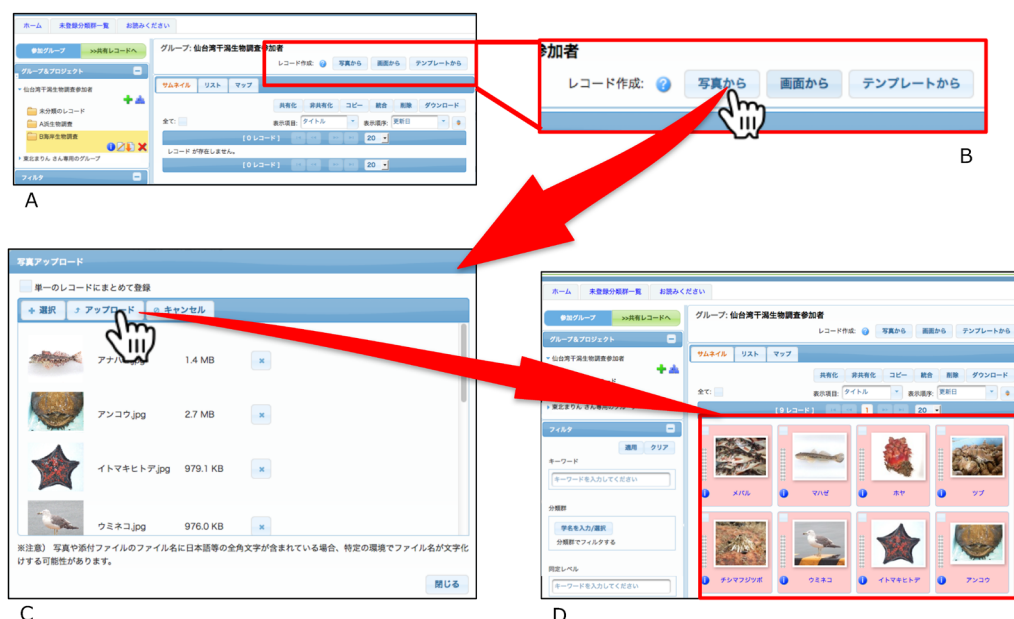 ホーム 未登録分類群一覧 お読みください
参加グループ >>共有レコードへ
グループ: 仙台湾干潟生物調査参加者
レコード作成: ? 写真から 画面から テンプレートから
グループ&プロジェクト
仙台湾干潟生物調査参加者
未分類のレコード
A浜生物調査
B海岸生物調査
東北まりん さん専用のグループ
フィルタ
サムネイル リスト マップ
共有化 非共有化 コピー 統合 削除 ダウンロード
全て: 表示項目: タイトル 表示順序: 更新日
[ 0 レコード ] 20
レコード が存在しません。
[ 0 レコード ] 20
A
参加者
レコード作成: ? 写真から 画面から テンプレートから
B
写真アップロード
単一のレコードにまとめて登録
選択 アップロード キャンセル
1.4 MB
アンコウ.jpg 2.7 MB
イトマキヒトデ.jpg 979.1 KB
ウミネコ.jpg 976.0 KB
※注意） 写真や添付ファイルのファイル名に日本語等の全角文字が含まれている場合、特定の環境でファイル名が文字化
けする可能性があります。
閉じる
C
ホーム 未登録分類群一覧 お読みください
参加グループ >>共有レコードへ
グループ: 仙台湾干潟生物調査参加者
レコード作成: ? 写真から 画面から テンプレートから
グループ&プロジェクト
仙台湾干潟生物調査参加者
東北まりん さん専用のグループ
サムネイル リスト マップ
共有化 非共有化 コピー 統合 削除 ダウンロード
全て: 表示項目: タイトル 表示順序: 更新日
[ 9 レコード ] 1 20
フィルタ
適用 クリア
キーワード
キーワードを入力してください
分類群
学名を入力/選択
分類群でフィルタする
同定レベル
キーワードを入力してください
メバル マハゼ ホヤ ツブ
チシマフジツボ ウミネコ イトマキヒトデ アンコウ
D